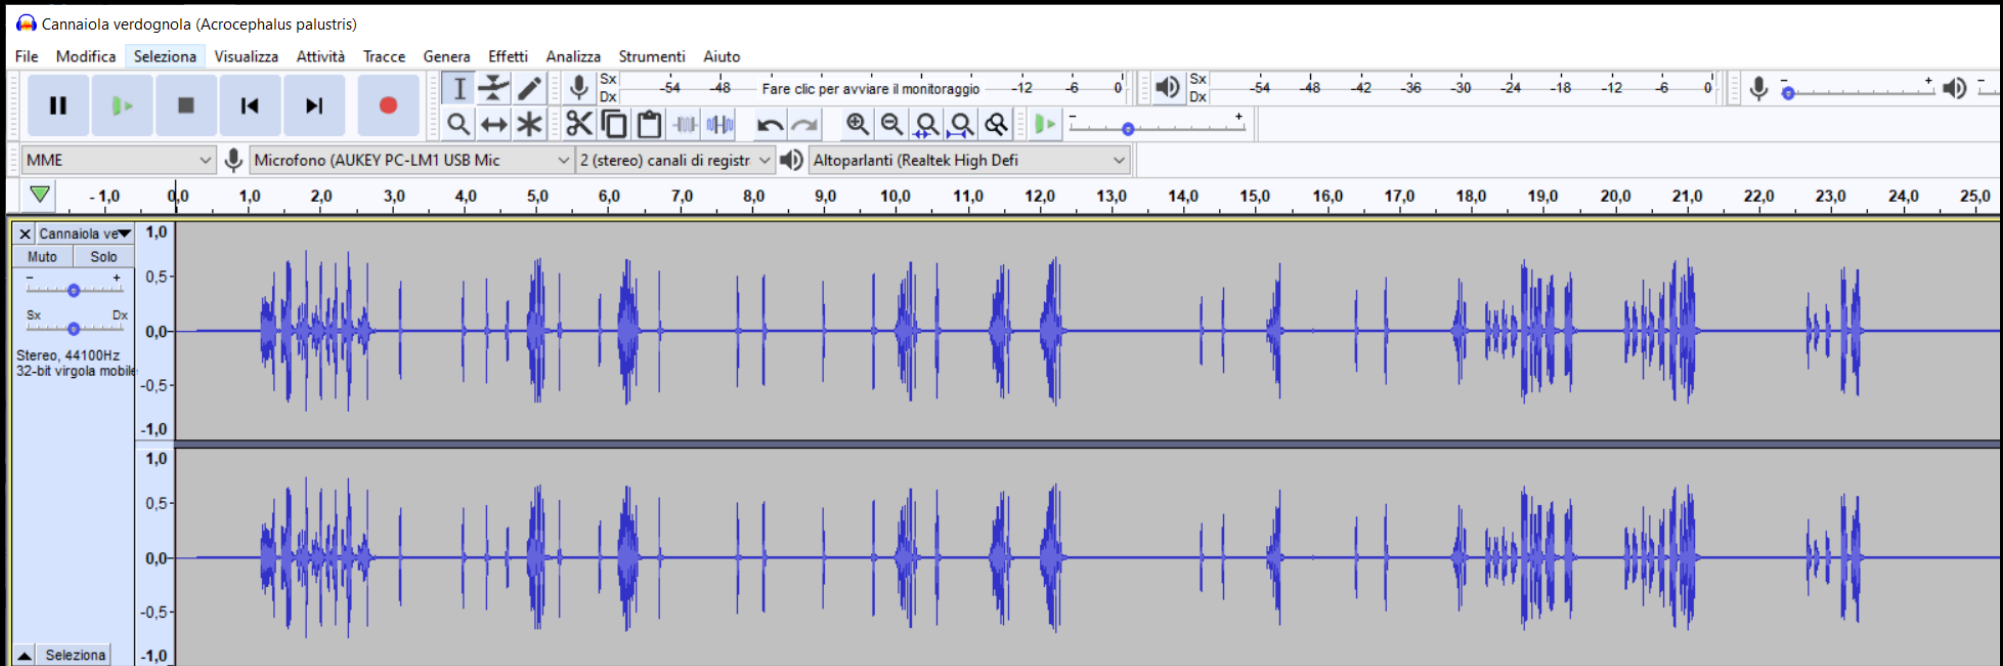 Cannaiola verdognola (Acrocephalus palustris)
File Modifica Seleziona Visualizza Attività Tracce Genera Effetti Analizza Strumenti Aiuto
Sx
Dx
-54 -48 Fare clic per avviare il monitoraggio -12 -6 0
Sx
Dx
-54 -48 -42 -36 -30 -24 -18 -12 -6 0
- +
-
- +
MME Microfono (AUKEY PC-LM1 USB Mic 2 (stereo) canali di registr Altoparlanti (Realtek High Defi
- 1,0 0,0 1,0 2,0 3,0 4,0 5,0 6,0 7,0 8,0 9,0 10,0 11,0 12,0 13,0 14,0 15,0 16,0 17,0 18,0 19,0 20,0 21,0 22,0 23,0 24,0 25,0
× Cannaiola ve
Muto Solo
- +
Sx Dx
Stereo, 44100Hz
32-bit virgola mobile
Seleziona
1,0
0,5-
0,0-
-0,5-
-1,0
1,0
0,5-
0,0-
-0,5-
-1,0